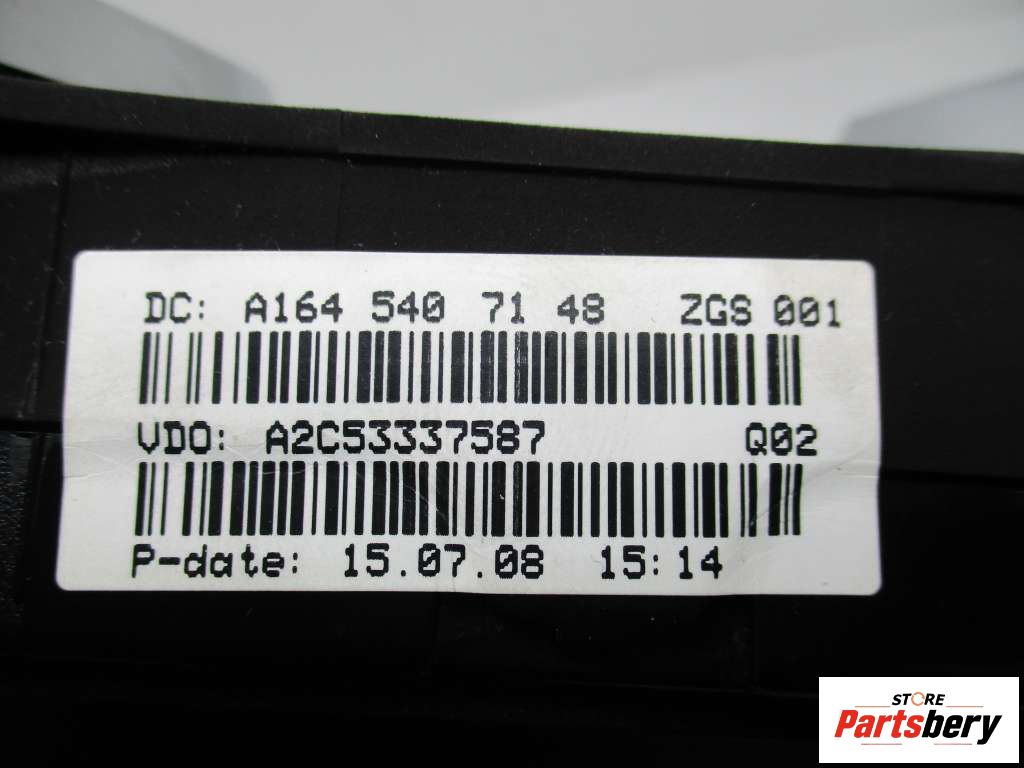 DC: A164 540 71 48 ZGS 001
VDO: A2C53337587 Q02
P-date: 15.07.08 15:14
STORE
Partsbery